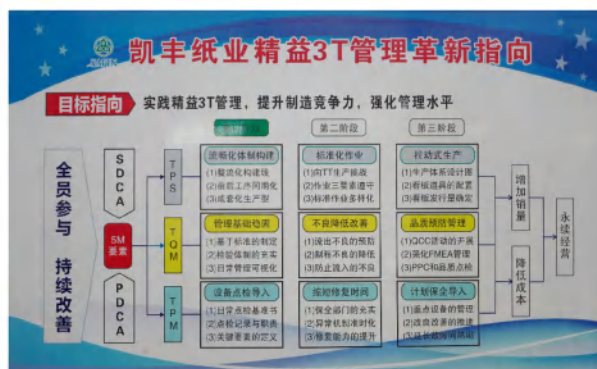 凯丰纸业精益3T管理革新指向
目标指向
实践精益3T管理，提升制造竞争力，强化管理水平
第二阶段
第三阶段
全员参与 持续改善
SDCA
5M
要素
PDCA
TPS
流畅化体制构建
(1)整流化构建线
(2)前后工序同期化
(3)成套化生产型
标准化作业
(1)向TT生产挑战
(2)作业三要素遵守
(3)标准作业多样化
拉动式生产
(1)生产体系设计图
(2)看板道具的配置
(3)看板发行量确定
TQM
管理基础稳固
(1)基于标准的制定
(2)检验体制的充实
(3)日常管理可视化
不良降低改善
(1)流出不良的预防
(2)制程不良的降低
(3)防止流入的不良
品质预防管理
(1)QCC活动的开展
(2)简化FMEA管理
(3)PPC和品质点检
TPM
设备点检导入
(1)日常点检基准书
(2)点检记录与职责
(3)关键要素的定义
缩短修复时间
(1)保全部门的充实
(2)异常机制准时化
(3)修复能力的提升
计划保全导入
(1)重点设备的管理
(2)改良改善的推进
增加销量
降低成本
永续经营